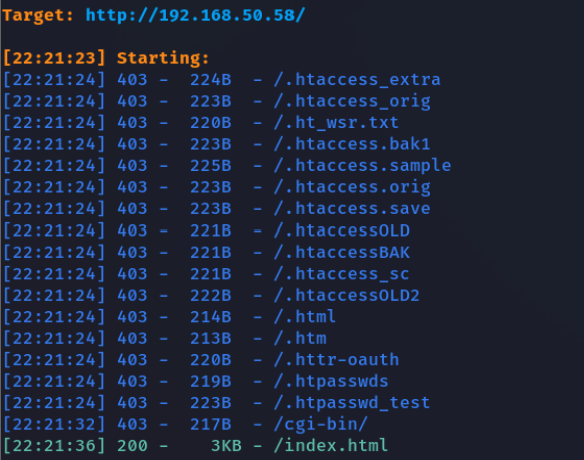 Target: http://192.168.50.58/
[22:21:23] Starting:
[22:21:24] 403 - 224B - /.htaccess_extra
[22:21:24] 403 - 223B - /.htaccess_orig
[22:21:24] 403 - 220B - /.ht_wsr.txt
[22:21:24] 403 - 223B - /.htaccess.bak1
[22:21:24] 403 - 225B - /.htaccess.sample
[22:21:24] 403 - 223B - /.htaccess.orig
[22:21:24] 403 - 223B - /.htaccess.save
[22:21:24] 403 - 221B - /.htaccessOLD
[22:21:24] 403 - 221B - /.htaccessBAK
[22:21:24] 403 - 221B - /.htaccess_sc
[22:21:24] 403 - 222B - /.htaccessOLD2
[22:21:24] 403 - 214B - /.html
[22:21:24] 403 - 213B - /.htm
[22:21:24] 403 - 220B - /.httr-oauth
[22:21:24] 403 - 219B - /.htpasswds
[22:21:24] 403 - 223B - /.htpasswd_test
[22:21:32] 403 - 217B - /cgi-bin/
[22:21:36] 200 - 3KB - /index.html